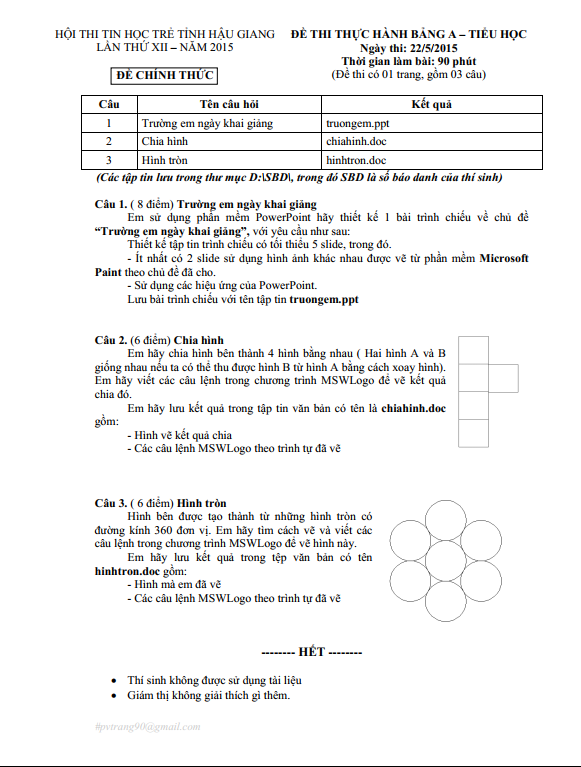 HỘI THI TIN HỌC TRẺ TỈNH HẬU GIANG
LẦN THỨ XII – NĂM 2015
ĐỀ CHÍNH THỨC
ĐỀ THI THỰC HÀNH BẢNG A – TIỂU HỌC
Ngày thi: 22/5/2015
Thời gian làm bài: 90 phút
(Đề thi có 01 trang, gồm 03 câu)
Câu Tên câu hỏi Kết quả
1 Trường em ngày khai giảng truongem.ppt
2 Chia hình chiahinh.doc
3 Hình tròn hinhtron.doc
(Các tập tin lưu trong thư mục D:\SBD\, trong đó SBD là số báo danh của thí sinh)
Câu 1. ( 8 điểm) Trường em ngày khai giảng
Em sử dụng phần mềm PowerPoint hãy thiết kế 1 bài trình chiếu về chủ đề
“Trường em ngày khai giảng”, với yêu cầu như sau:
Thiết kế tập tin trình chiếu có tối thiểu 5 slide, trong đó.
- Ít nhất có 2 slide sử dụng hình ảnh khác nhau được vẽ từ phần mềm Microsoft
Paint theo chủ đề đã cho.
- Sử dụng các hiệu ứng của PowerPoint.
Lưu bài trình chiếu với tên tập tin truongem.ppt
Câu 2. (6 điểm) Chia hình
Em hãy chia hình bên thành 4 hình bằng nhau ( Hai hình A và B
giống nhau nếu ta có thể thu được hình B từ hình A bằng cách xoay hình).
Em hãy viết các câu lệnh trong chương trình MSWLogo để vẽ kết quả
chia đó.
Em hãy lưu kết quả trong tập tin văn bản có tên là chiahinh.doc
gồm:
- Hình vẽ kết quả chia
- Các câu lệnh MSWLogo theo trình tự đã vẽ
Câu 3. ( 6 điểm) Hình tròn
Hình bên được tạo thành từ những hình tròn có
đường kính 360 đơn vị. Em hãy tìm cách vẽ và viết các
câu lệnh trong chương trình MSWLogo để vẽ hình này.
Em hãy lưu kết quả trong tệp văn bản có tên
hinhtron.doc gồm:
- Hình mà em đã vẽ
- Các câu lệnh MSWLogo theo trình tự đã vẽ
-------- HẾT --------
• Thí sinh không được sử dụng tài liệu
• Giám thị không giải thích gì thêm.
#pvtrang90@gmail.com